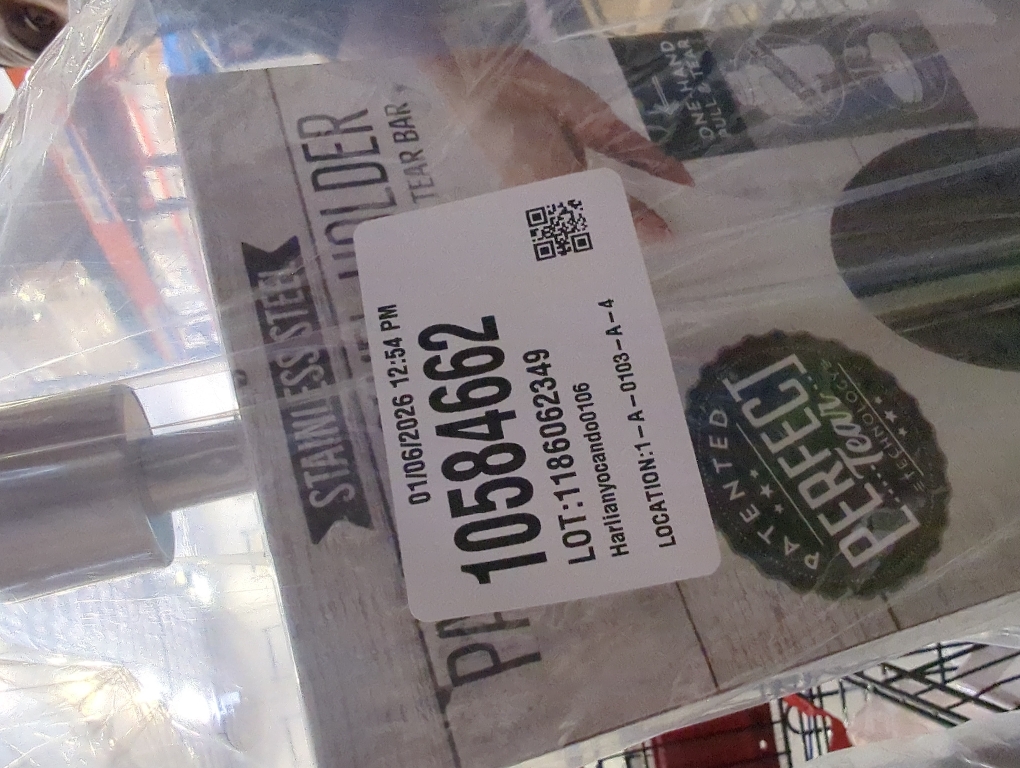 STAINLESS STEEL
HOLDER
TEAR BAR
PA
01/06/2026 12:54 PM
10584662
LOT:1186062349
Harlianyocando0106
LOCATION:1-A-0103-A-4
ONE-HAND
PULL & TEAR
PATENTED
PERFECT
Tear
TECHNOLOGY